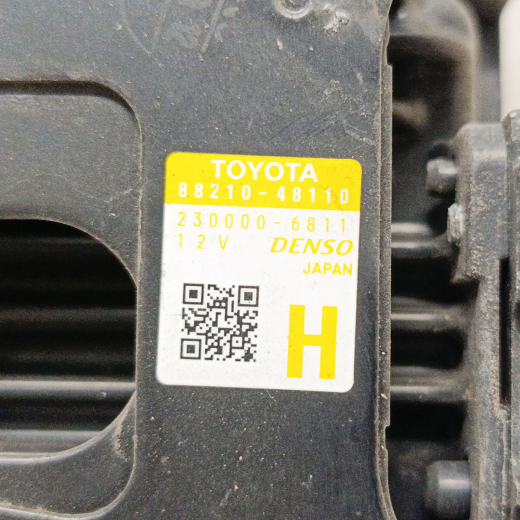 TOYOTA
88210-48110
230000-6811
12V DENSO
JAPAN
H